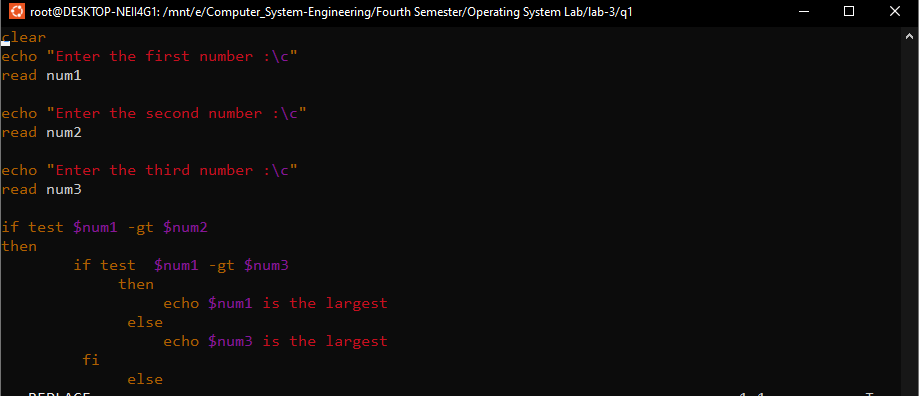 root@DESKTOP-NEII4G1: /mnt/e/Computer_System-Engineering/Fourth Semester/Operating System Lab/lab-3/q1
clear
echo "Enter the first number :\c"
read num1
echo "Enter the second number :\c"
read num2
echo "Enter the third number :\c"
read num3
if test $num1 -gt $num2
then
if test  $num1 -gt $num3
then
echo $num1 is the largest
else
echo $num3 is the largest
fi
else